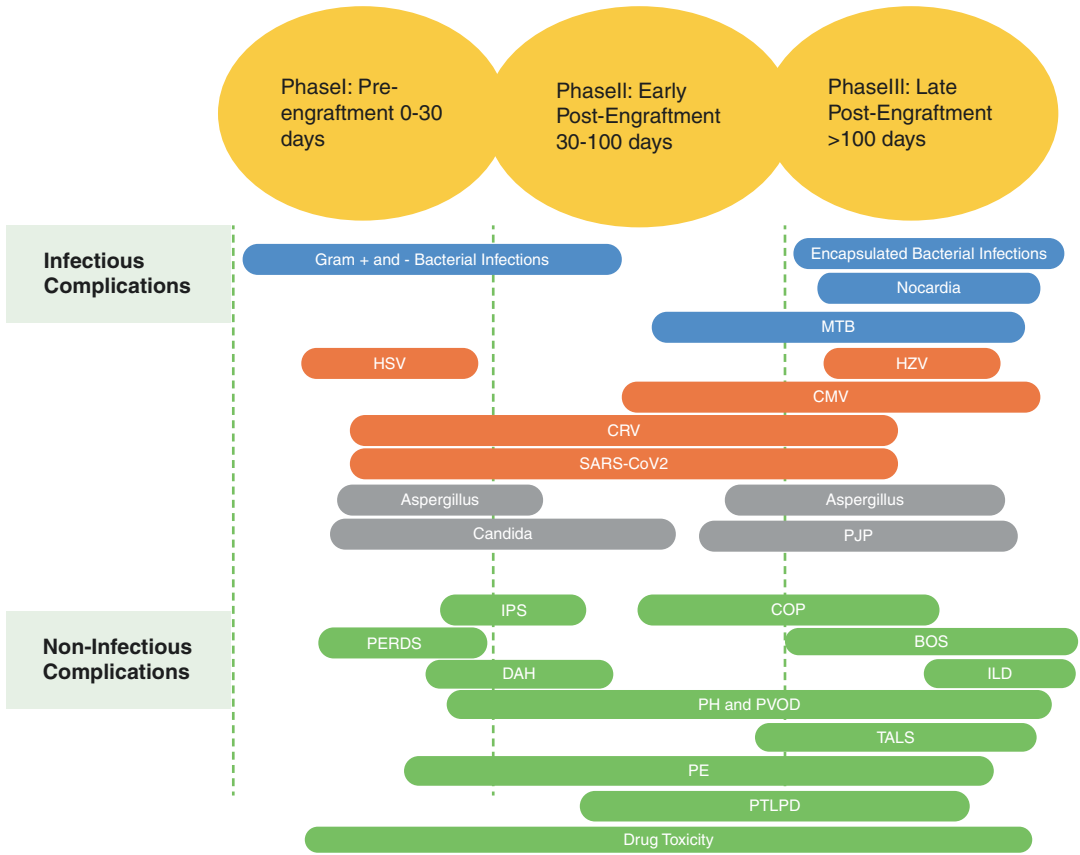 PhaseI: Pre-
engraftment 0-30
days
PhaseII: Early
Post-Engraftment
30-100 days
PhaseIII: Late
Post-Engraftment
>100 days
Infectious
Complications
Gram + and - Bacterial Infections
Encapsulated Bacterial Infections
Nocardia
MTB
HSV
HZV
CMV
CRV
SARS-CoV2
Aspergillus
Aspergillus
Candida
PJP
Non-Infectious
Complications
IPS
COP
PERDS
BOS
DAH
ILD
PH and PVOD
TALS
PE
PTLPD
Drug Toxicity